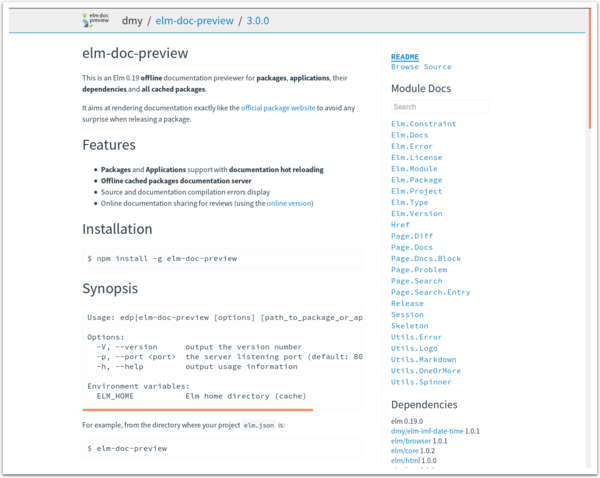 elm doc preview
dmy / elm-doc-preview / 3.0.0
elm-doc-preview
This is an Elm 0.19 offline documentation previewer for packages, applications, their
dependencies and all cached packages.
It aims at rendering documentation exactly like the official package website to avoid any
surprise when releasing a package.
Features
• Packages and Applications support with documentation hot reloading
• Offline cached packages documentation server
• Source and documentation compilation errors display
• Online documentation sharing for reviews (using the online version)
Installation
$ npm install -g elm-doc-preview
Synopsis
Usage: edp|elm-doc-preview [options] [path_to_package_or_ap
Options:
-V, --version output the version number
-p, --port <port> the server listening port (default: 80
-h, --help output usage information
Environment variables:
ELM_HOME Elm home directory (cache)
For example, from the directory where your project elm.json is:
$ elm-doc-preview
README
Browse Source
Module Docs
Search
Elm.Constraint
Elm.Docs
Elm.Error
Elm.License
Elm.Module
Elm.Package
Elm.Project
Elm.Type
Elm.Version
Href
Page.Diff
Page.Docs
Page.Docs.Block
Page.Problem
Page.Search
Page.Search.Entry
Release
Session
Skeleton
Utils.Error
Utils.Logo
Utils.Markdown
Utils.OneOrMore
Utils.Spinner
Dependencies
elm 0.19.0
dmy/elm-imf-date-time 1.0.1
elm/browser 1.0.1
elm/core 1.0.2
elm/html 1.0.0